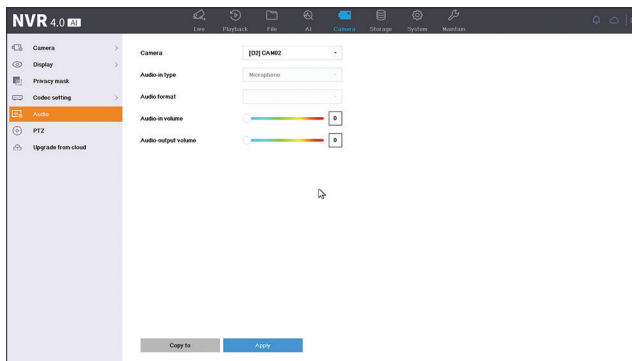 NVR 4.0 AI
Live Playback File AI Camera Storage System Maintain
Camera
Display
Privacy mask
Codec setting
Audio
PTZ
Upgrade from cloud
Camera [D2] CAM02
Audio-in type Microphone
Audio format
Audio-in volume 0
Audio-output volume 0
Copy to Apply